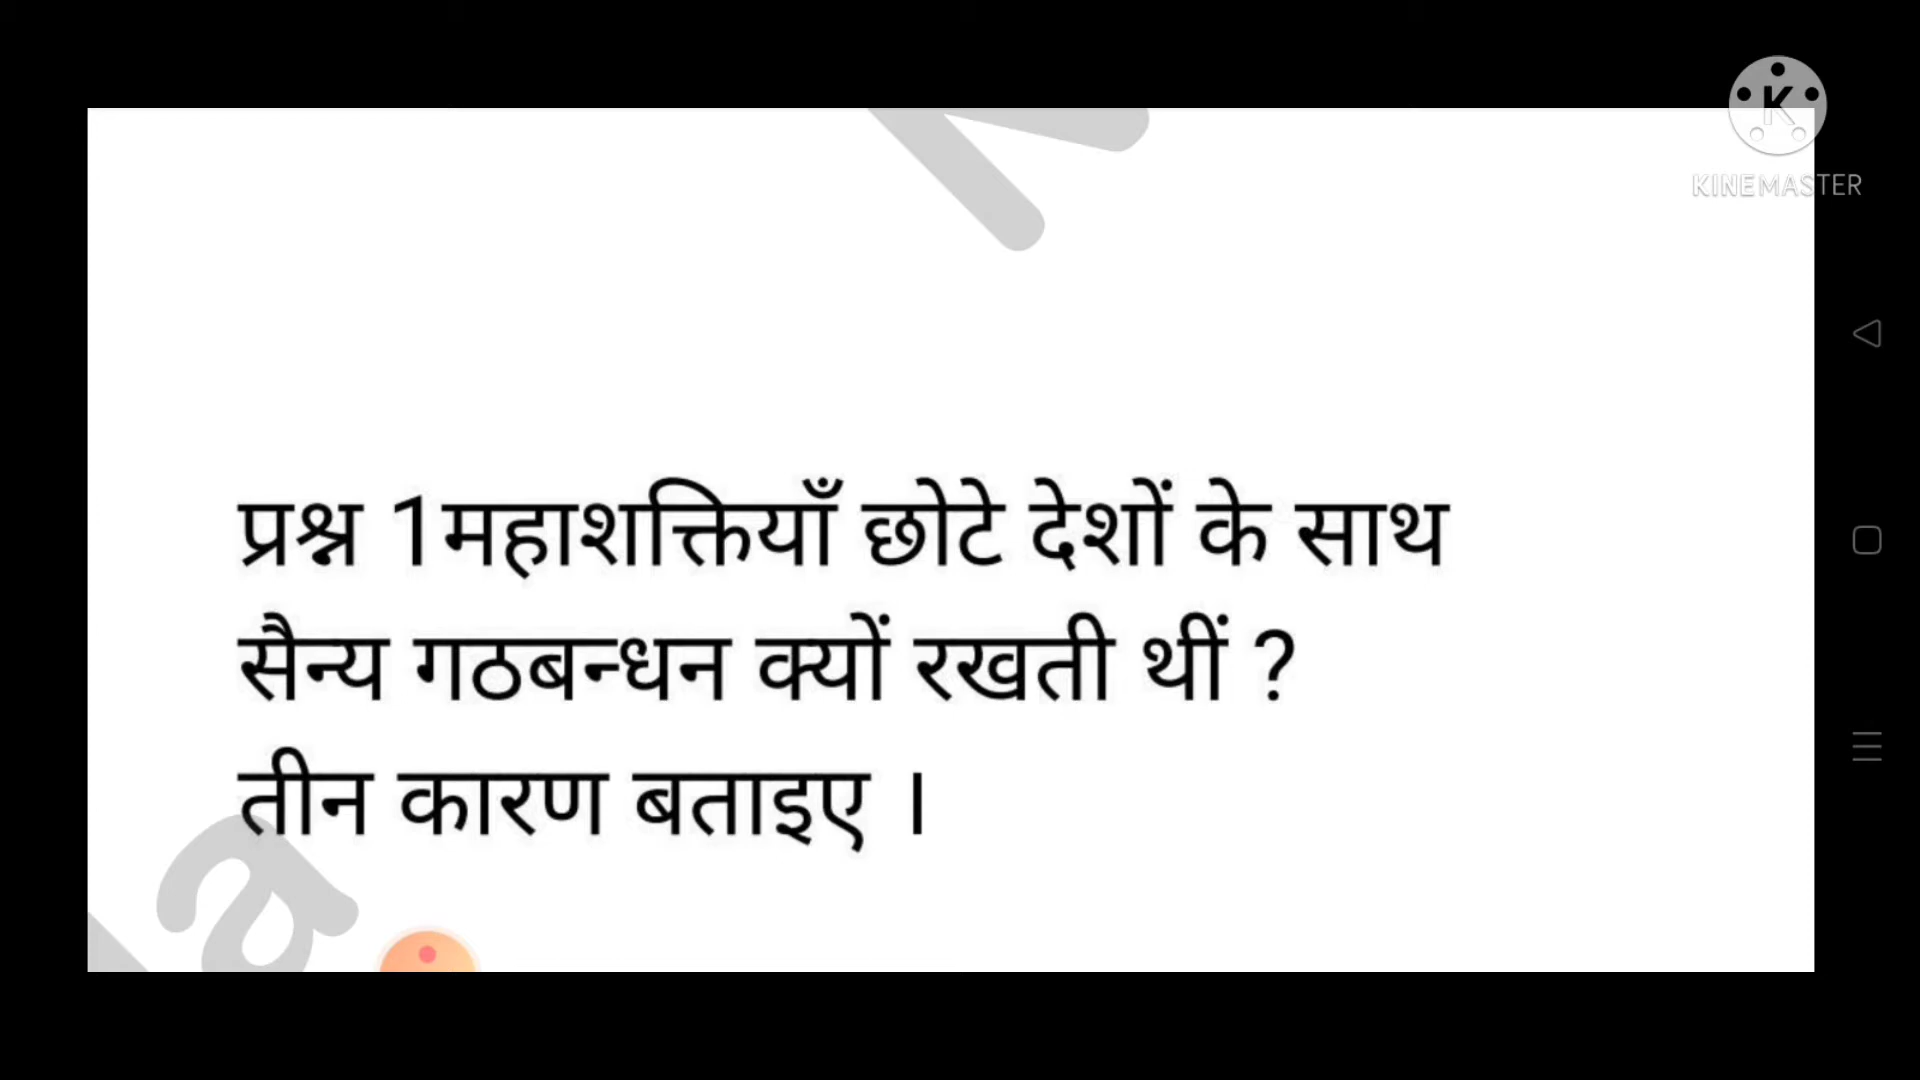 K
KINEMASTER
प्रश्न 1महाशक्तियाँ छोटे देशों के साथ
सैन्य गठबन्धन क्यों रखती थीं ?
तीन कारण बताइए ।
a